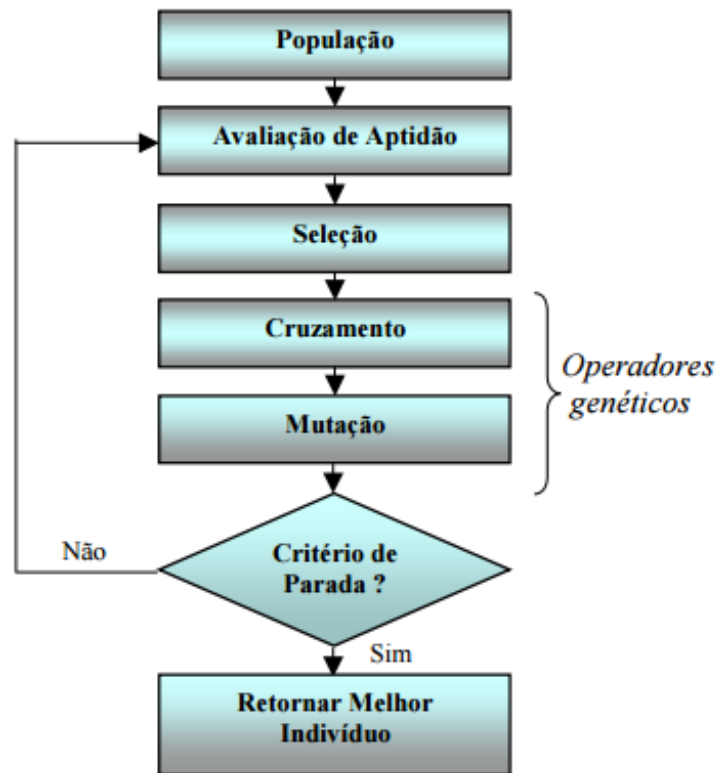 População
Avaliação de Aptidão
Seleção
Cruzamento
Operadores
genéticos
Mutação
Não
Critério de
Parada ?
Sim
Retornar Melhor
Indivíduo